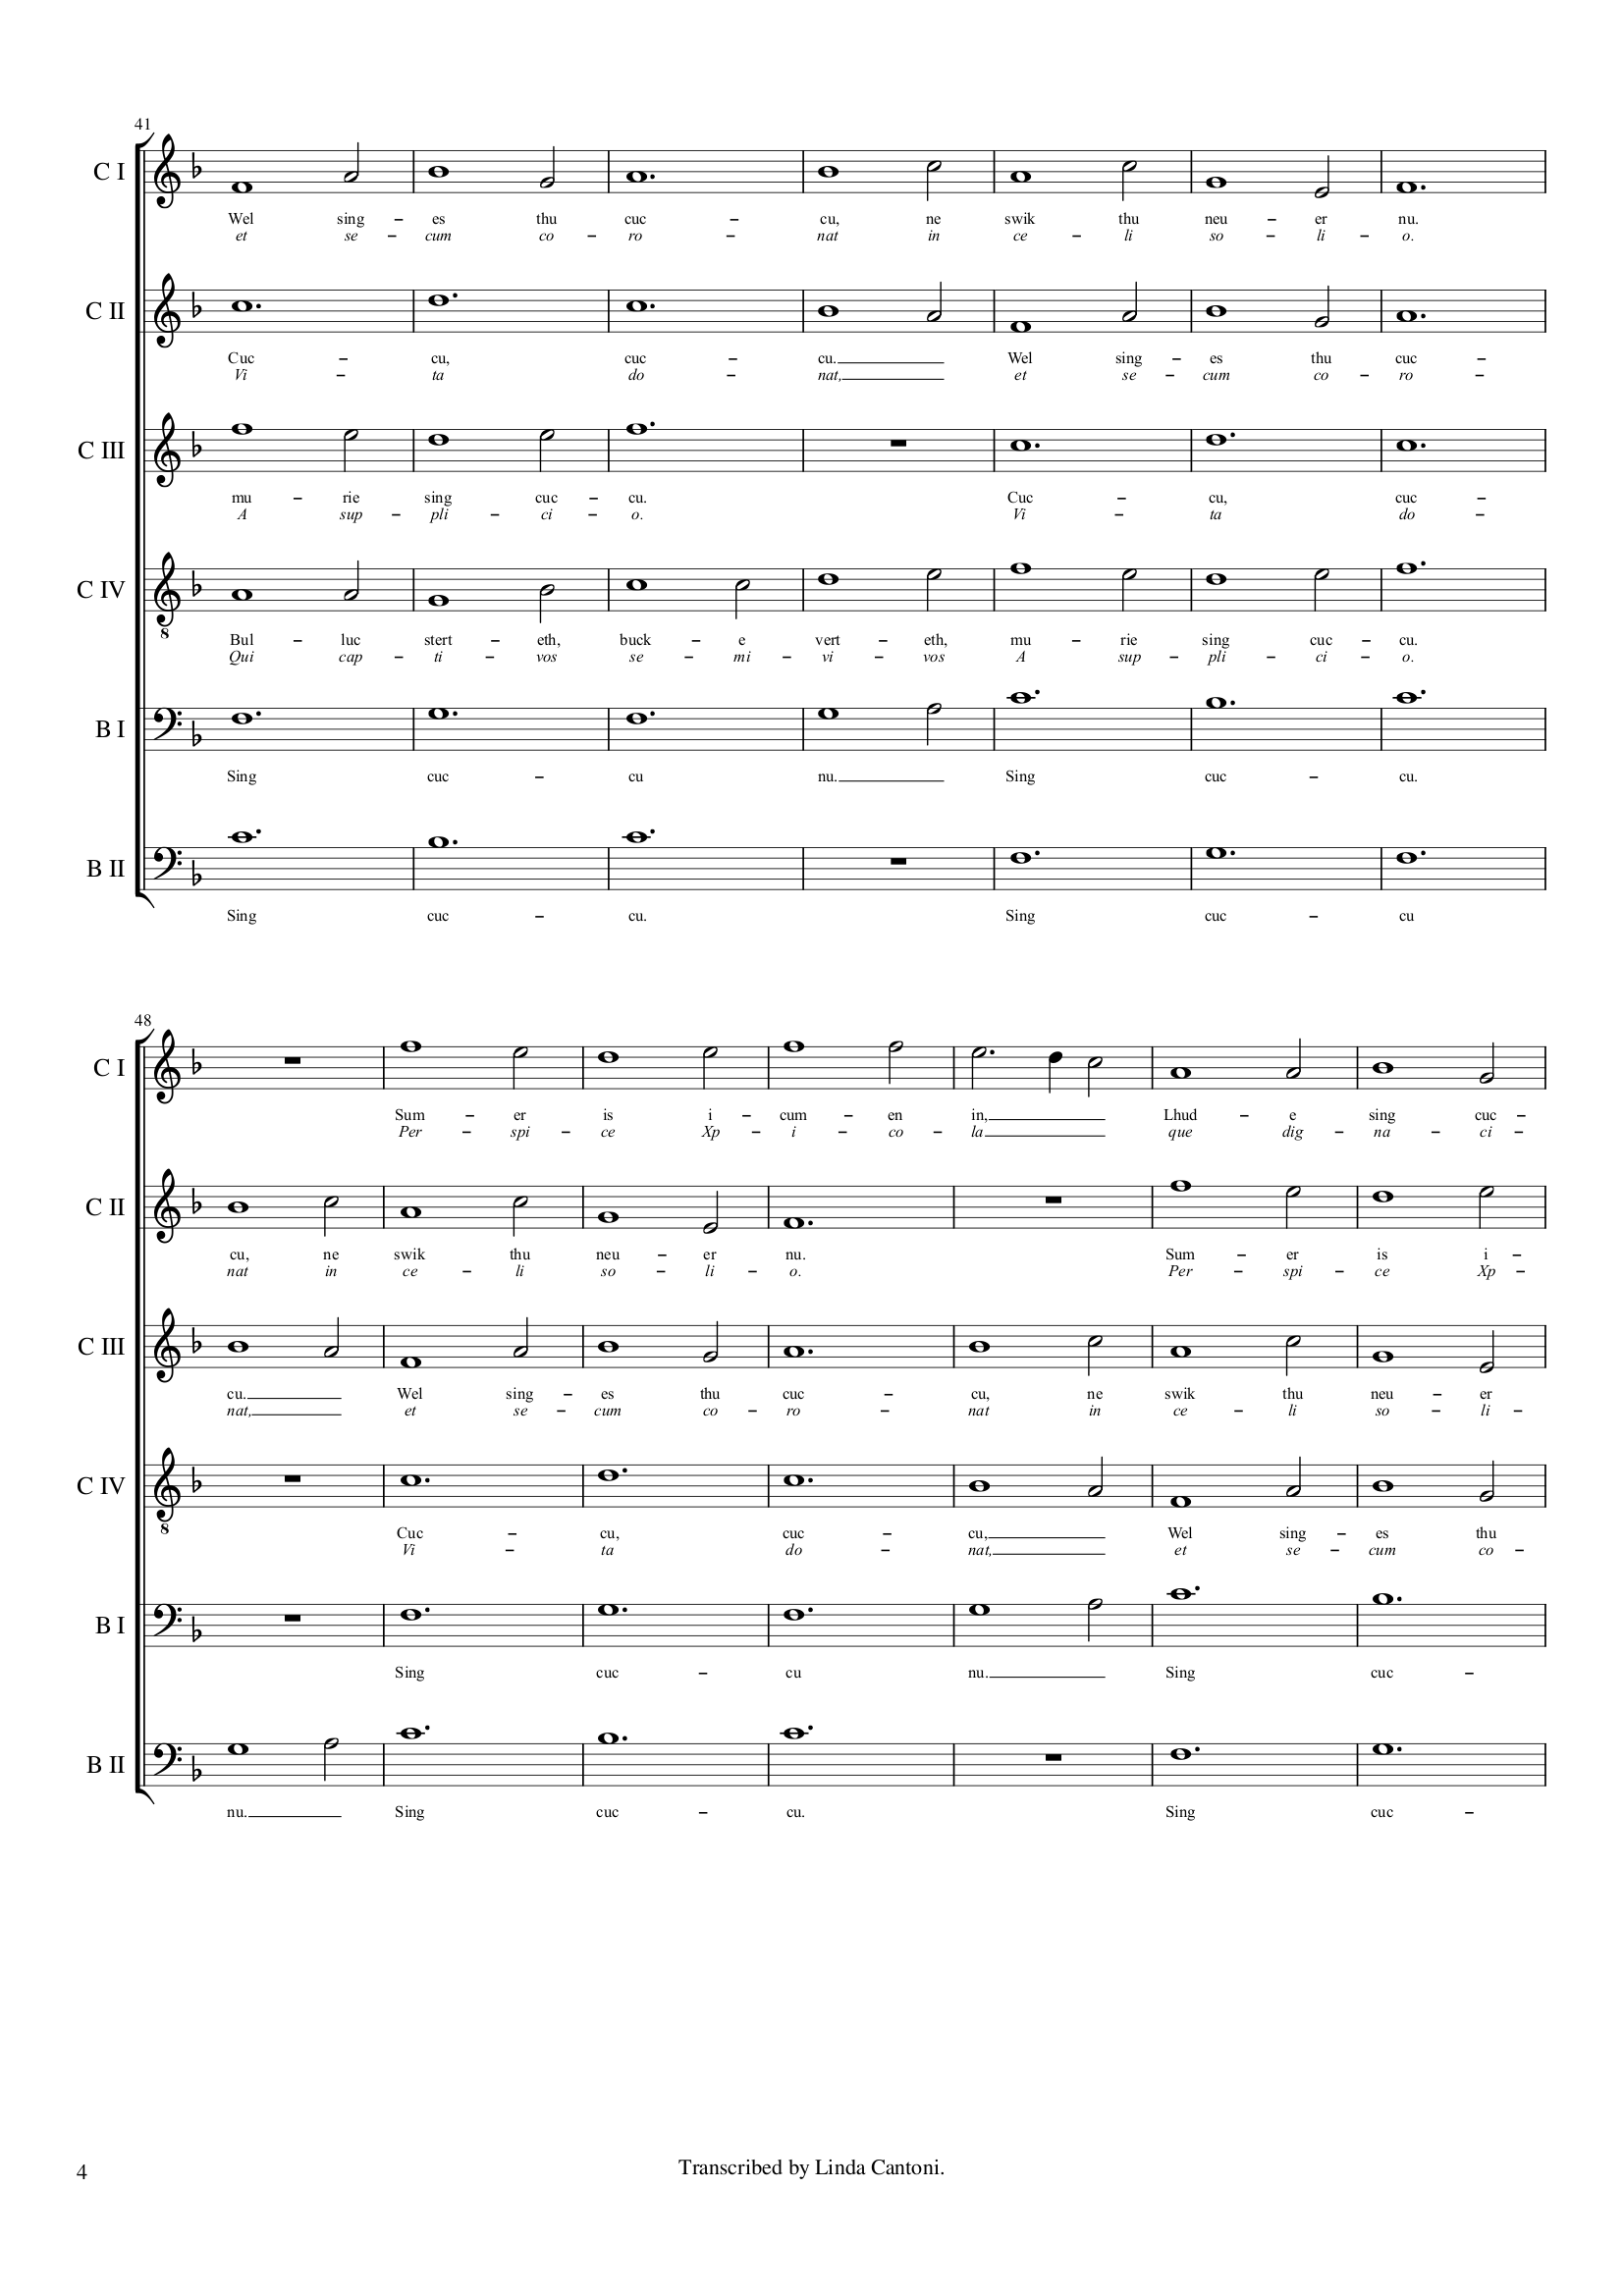 41
C I
Wel sing - es thu cuc - cu, ne swik thu neu - er nu.
et se - cum co - ro - nat in ce - li so - li - o.
C II
Cuc - cu, cuc - cu. Wel sing - es thu cuc -
Vi - ta do - nat, et se - cum co - ro -
C III
mu - rie sing cuc - cu. Cuc - cu, cuc -
A sup - pli - ci - o. Vi - ta do -
C IV
8
Bul - luc stert - eth, buck - e vert - eth, mu - rie sing cuc - cu.
Qui cap - ti - vos se - mi - vi - vos A sup - pli - ci - o.
B I
Sing cuc - cu nu. Sing cuc - cu.
B II
Sing cuc - cu. Sing cuc - cu
48
C I
Sum - er is i - cum - en in, Lhud - e sing cuc -
Per - spi - ce Xp - i - co - la que dig - na - ci -
C II
cu, ne swik thu neu - er nu. Sum - er is i -
nat in ce - li so - li - o. Per - spi - ce Xp -
C III
cu. Wel sing - es thu cuc - cu, ne swik thu neu - er
nat, et se - cum co - ro - nat in ce - li so - li -
C IV
8
Cuc - cu, cuc - cu, Wel sing - es thu
Vi - ta do - nat, et se - cum co -
B I
Sing cuc - cu nu. Sing cuc -
B II
nu. Sing cuc - cu. Sing cuc -
4
Transcribed by Linda Cantoni.